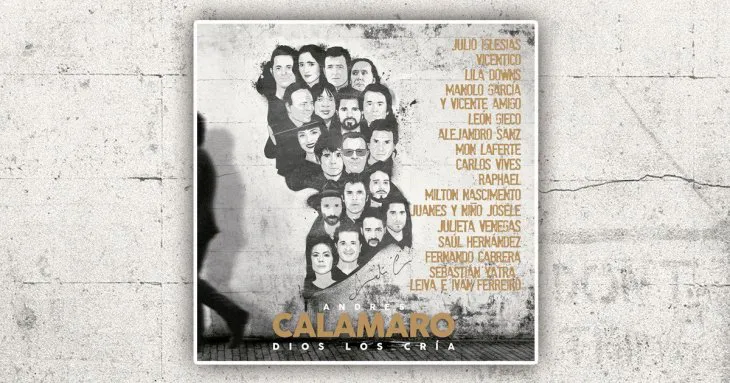 JULIO IGLESIAS
VICENTICO
LILA DOWNS
MANOLO GARCÍA
Y VICENTE AMIGO
LEÓN GIECO
ALEJANDRO SANZ
MON LAFERTE
CARLOS VIVES
RAPHAEL
MILTON NASCIMENTO
JUANES Y NIÑO JOSÉLE
JULIETA VENEGAS
SAÚL HERNÁNDEZ
FERNANDO CABRERA
SEBASTIÁN YATRA
LEIVA E IVÁN FERREIRO
ANDRÉS
CALAMARO
DIOS LOS CRÍA